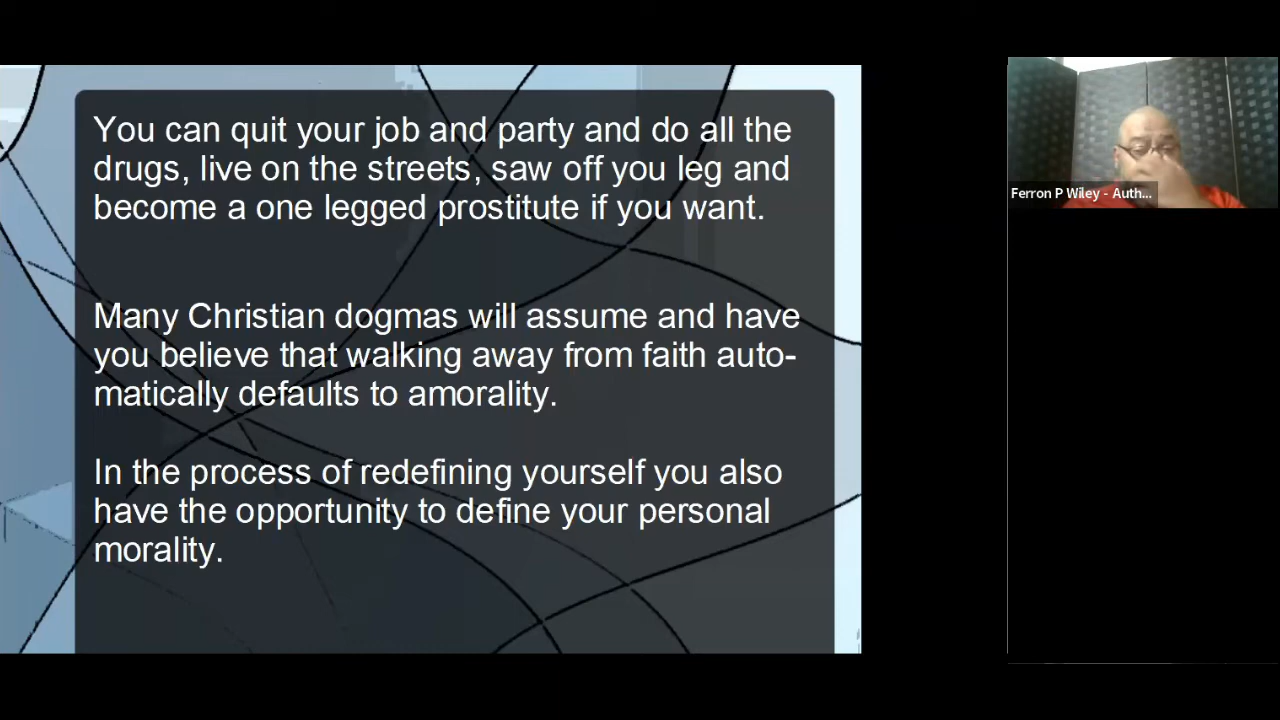 You can quit your job and party and do all the
drugs, live on the streets, saw off you leg and
become a one legged prostitute if you want.
Many Christian dogmas will assume and have
you believe that walking away from faith auto-
matically defaults to amorality.
In the process of redefining yourself you also
have the opportunity to define your personal
morality.
Ferron P Wiley - Auth...